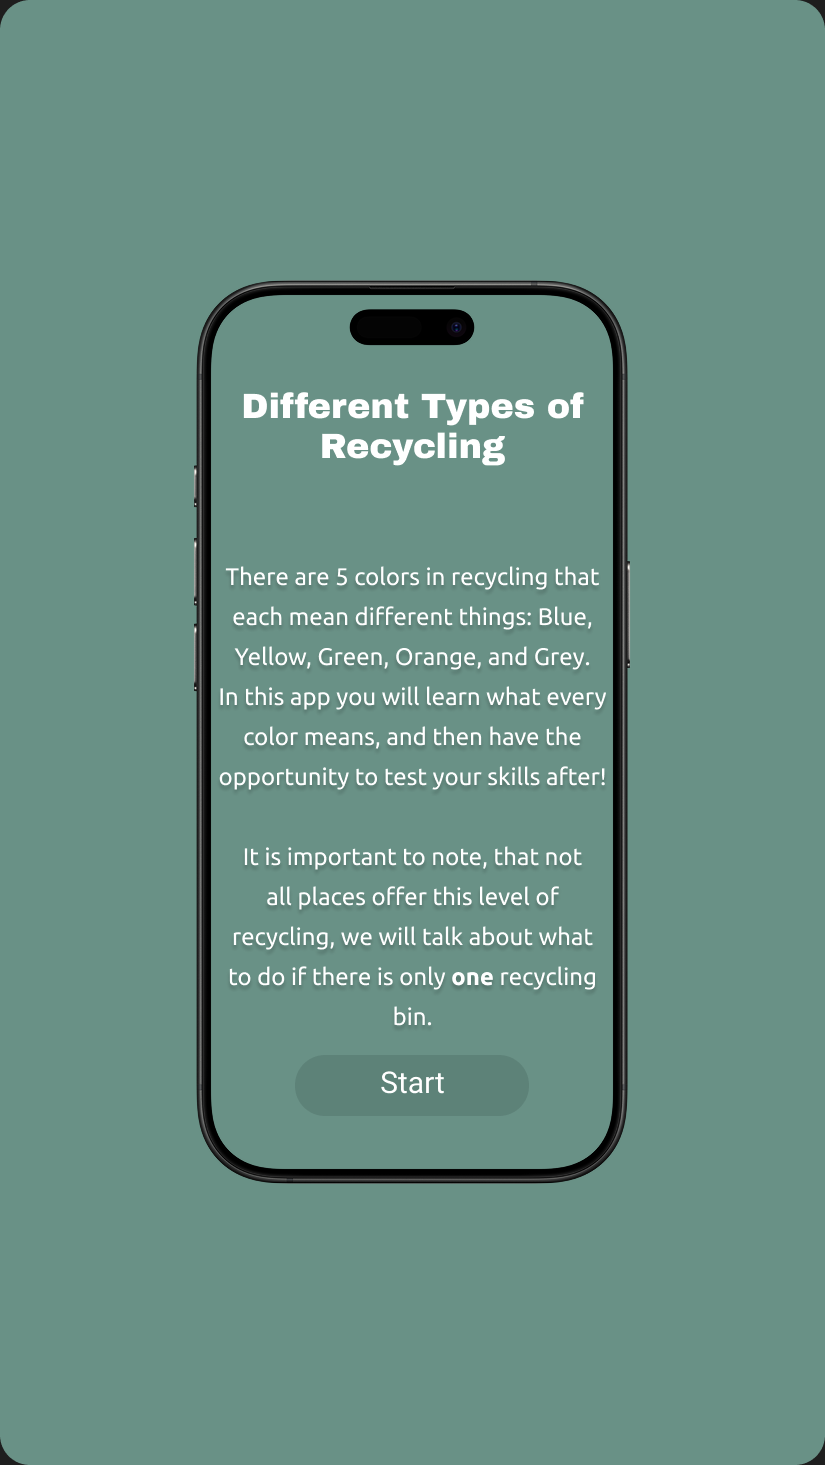 Different Types of
Recycling
There are 5 colors in recycling that
each mean different things: Blue,
Yellow, Green, Orange, and Grey.
In this app you will learn what every
color means, and then have the
opportunity to test your skills after!
It is important to note, that not
all places offer this level of
recycling, we will talk about what
to do if there is only one recycling
bin.
Start